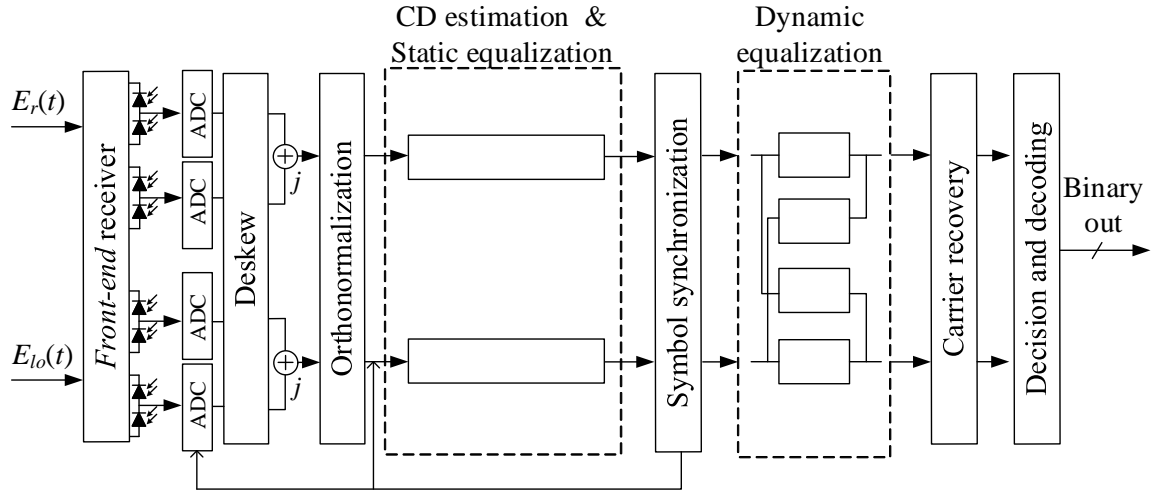 CD estimation &
Static equalization
Dynamic
equalization
E_r(t)
E_lo(t)
Front-end receiver
ADC
ADC
ADC
ADC
Deskew
+
j
+
j
Orthonormalization
Symbol synchronization
Carrier recovery
Decision and decoding
Binary
out